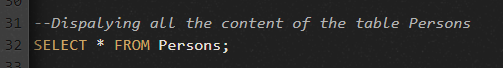 31 --Dispalying all the content of the table Persons
32 SELECT * FROM Persons;